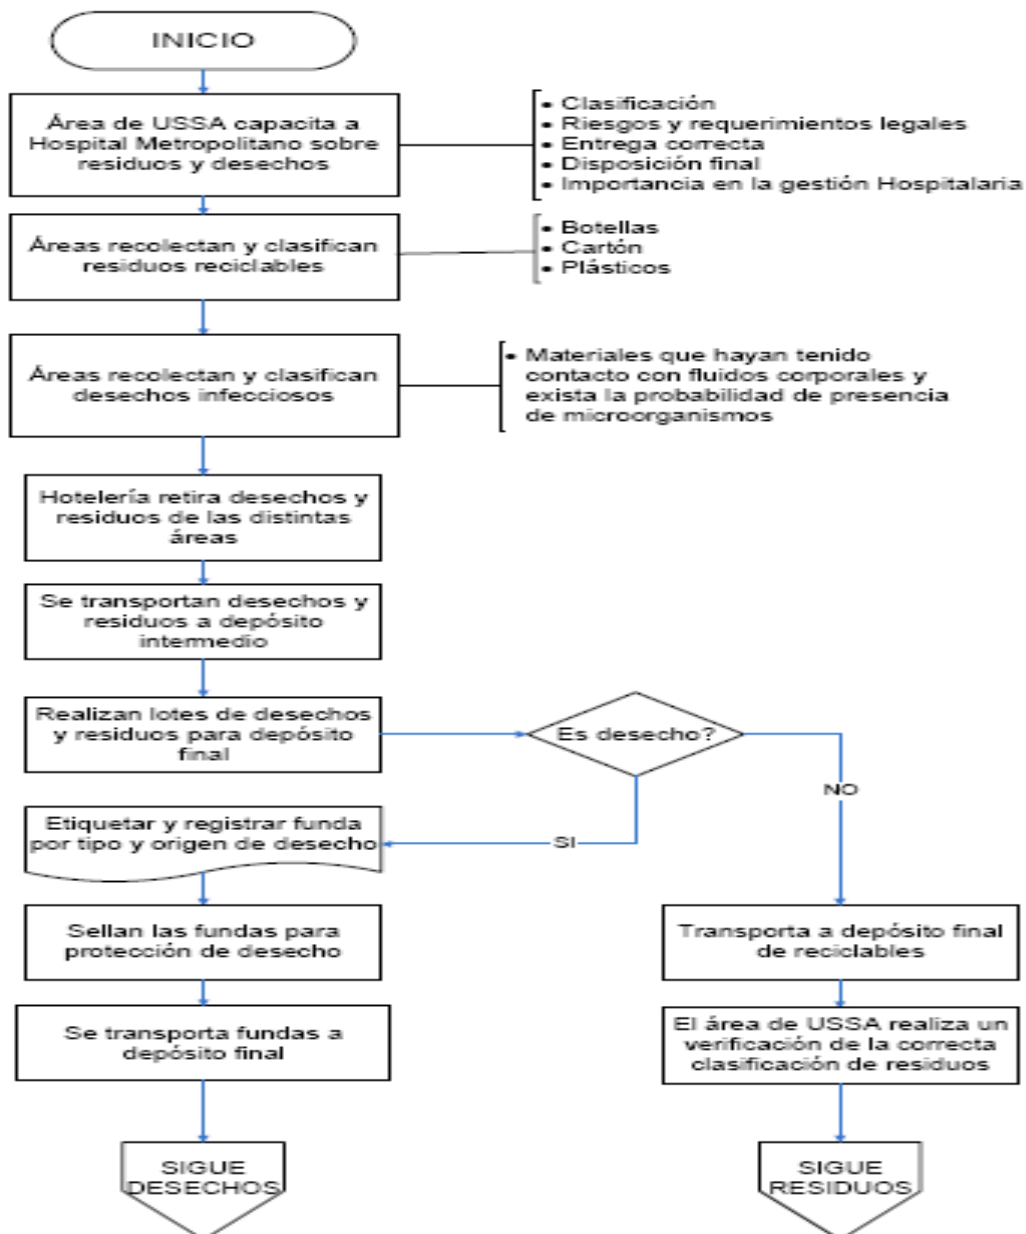 INICIO
Área de USSA capacita a
Hospital Metropolitano sobre
residuos y desechos
• Clasificación
• Riesgos y requerimientos legales
• Entrega correcta
• Disposición final
• Importancia en la gestión Hospitalaria
Áreas recolectan y clasifican
residuos reciclables
• Botellas
• Cartón
• Plásticos
Áreas recolectan y clasifican
desechos infecciosos
• Materiales que hayan tenido
contacto con fluidos corporales y
exista la probabilidad de presencia
de microorganismos
Hotelería retira desechos y
residuos de las distintas
áreas
Se transportan desechos y
residuos a depósito
intermedio
Realizan lotes de desechos
y residuos para depósito
final
Es desecho?
NO
SI
Etiquetar y registrar funda
por tipo y origen de desecho
Sellan las fundas para
protección de desecho
Se transporta fundas a
depósito final
SIGUE
DESECHOS
Transporta a depósito final
de reciclables
El área de USSA realiza un
verificación de la correcta
clasificación de residuos
SIGUE
RESIDUOS